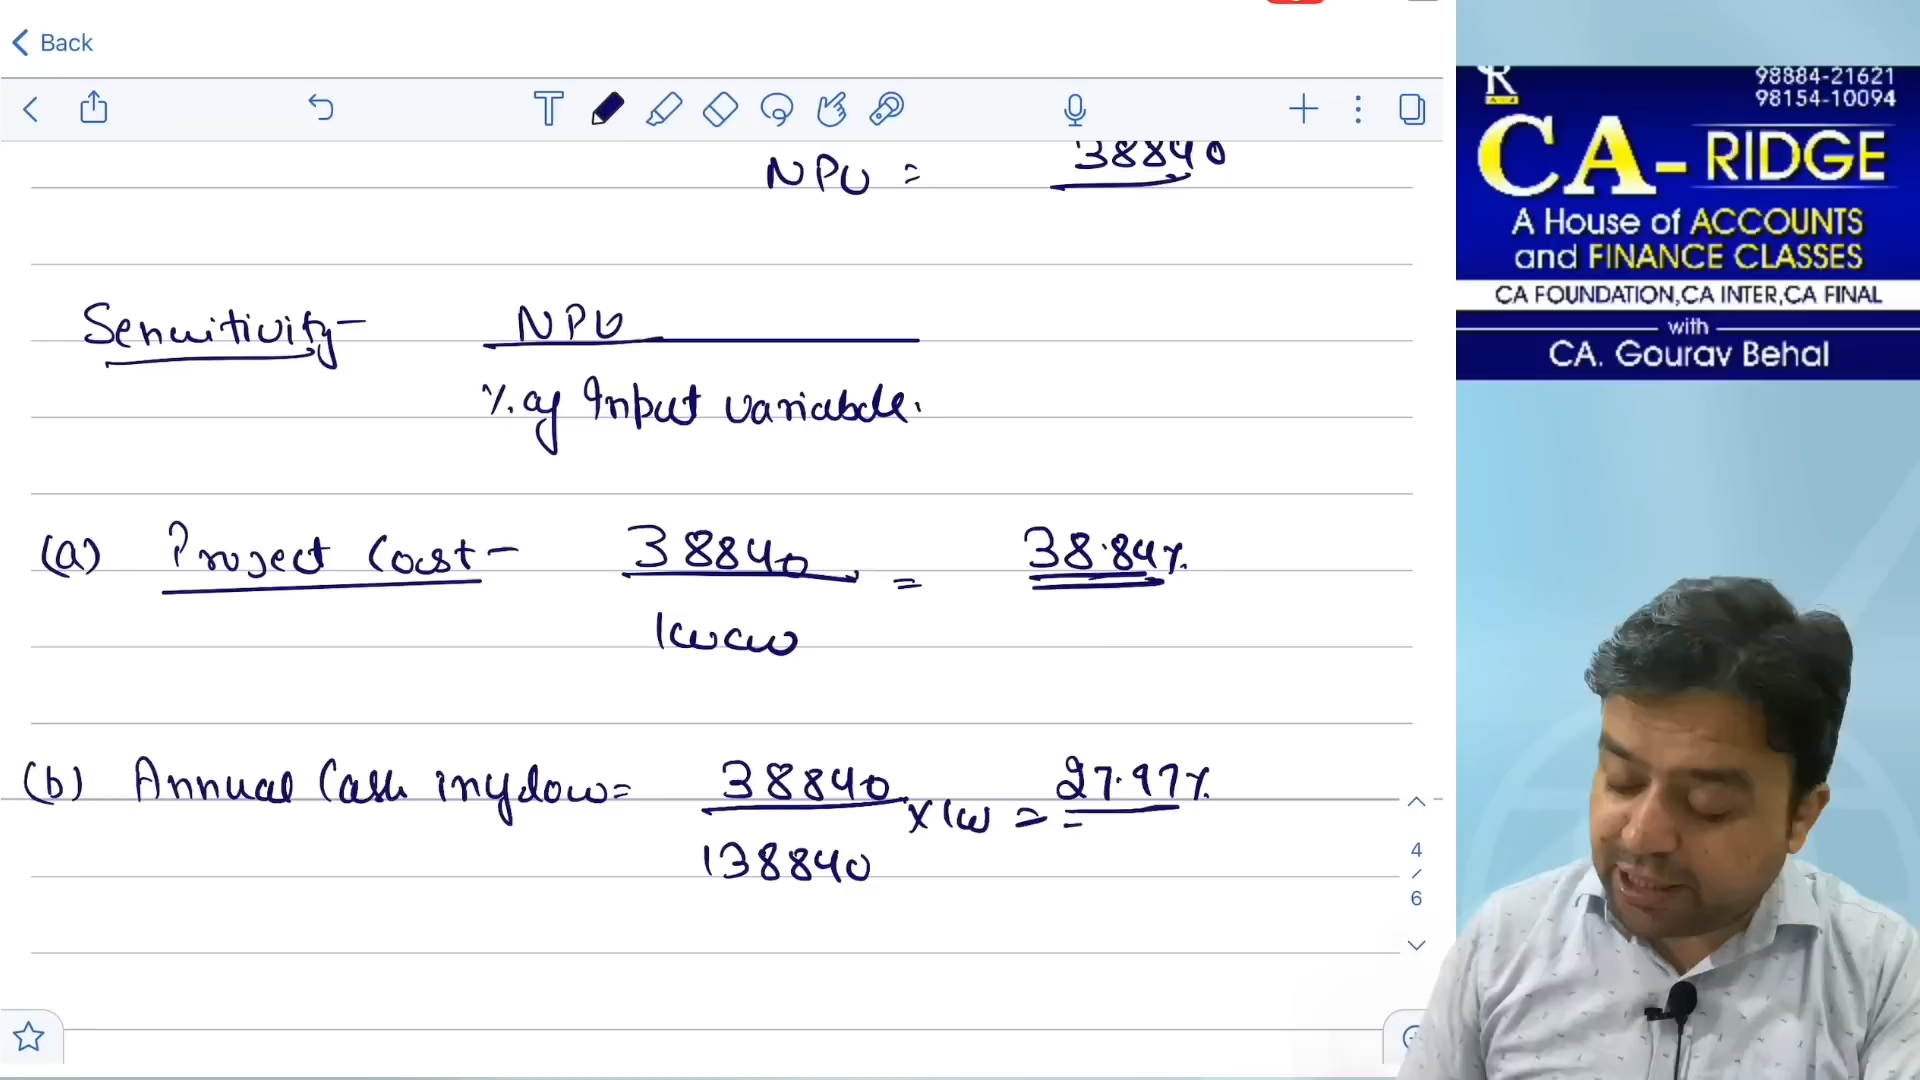 Back
T
NPV = 38840
Sensitivity- NPV
%. of Input variable.
(a) Project Cost- 38840 = 38.84%
100000
(b) Annual Cash inflow= 38840 x 100 = 27.97%
138840
4
6
R
98884-21621
98154-10094
CA-RIDGE
A House of ACCOUNTS
and FINANCE CLASSES
CA FOUNDATION,CA INTER,CA FINAL
with
CA. Gourav Behal